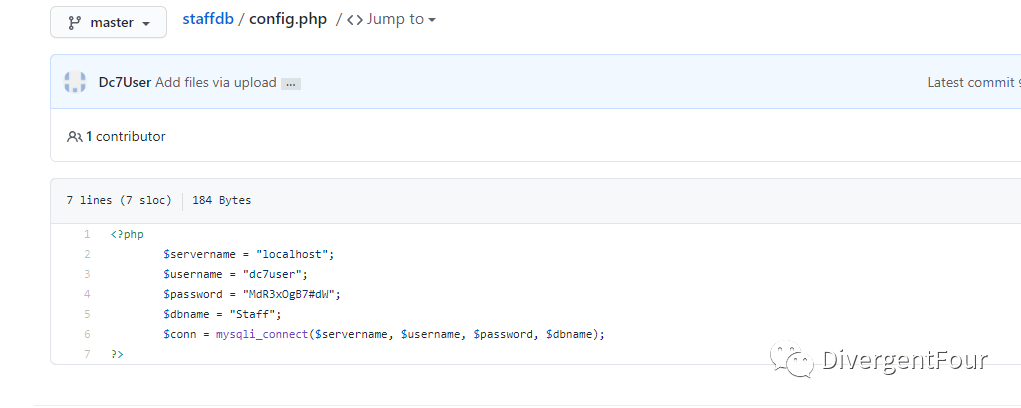 master staffdb / config.php / <> Jump to
Dc7User Add files via upload ...
Latest commit 9
1 contributor
7 lines (7 sloc) 184 Bytes
1 <?php
2 $servername = "localhost";
3 $username = "dc7user";
4 $password = "MdR3xOgB7#dW";
5 $dbname = "Staff";
6 $conn = mysqli_connect($servername, $username, $password, $dbname);
7 ?>
DivergentFour